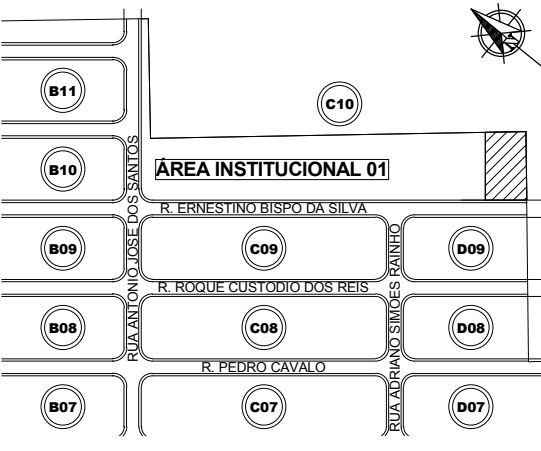 B11
C10
B10
ÁREA INSTITUCIONAL 01
R. ERNESTINO BISPO DA SILVA
B09
C09
D09
RUA ANTONIO JOSE DOS SANTOS
RUA ADRIANO SIMOES RAINHO
R. ROQUE CUSTODIO DOS REIS
B08
C08
D08
R. PEDRO CAVALO
B07
C07
D07